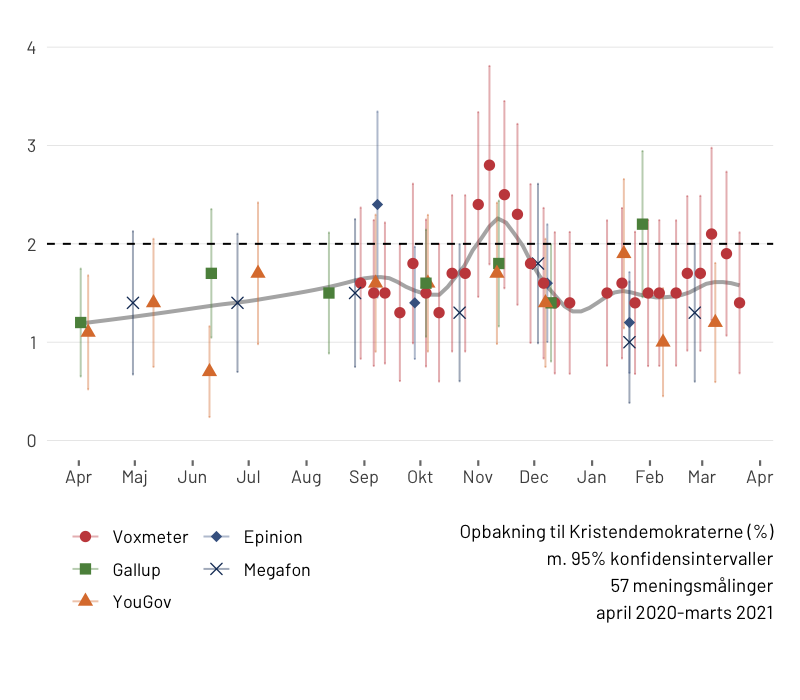 4
3
2
1
0
Apr Maj Jun Jul Aug Sep Okt Nov Dec Jan Feb Mar Apr
Voxmeter Epinion
Gallup Megafon
YouGov
Opbakning til Kristendemokraterne (%)
m. 95% konfidensintervaller
57 meningsmålinger
april 2020-marts 2021